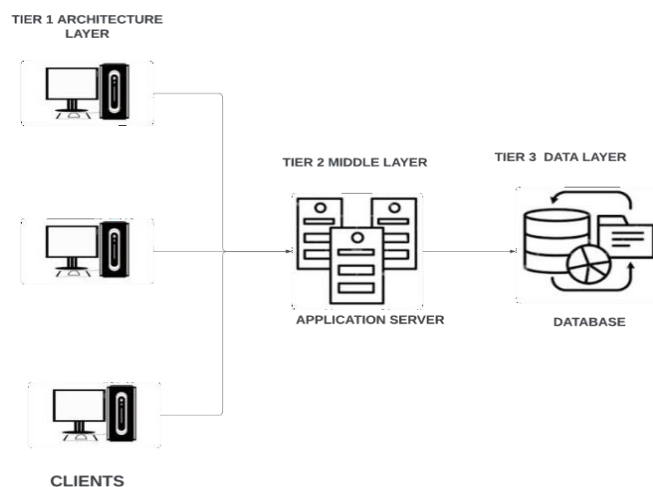 TIER 1 ARCHITECTURE
LAYER
TIER 2 MIDDLE LAYER
TIER 3 DATA LAYER
APPLICATION SERVER
DATABASE
CLIENTS